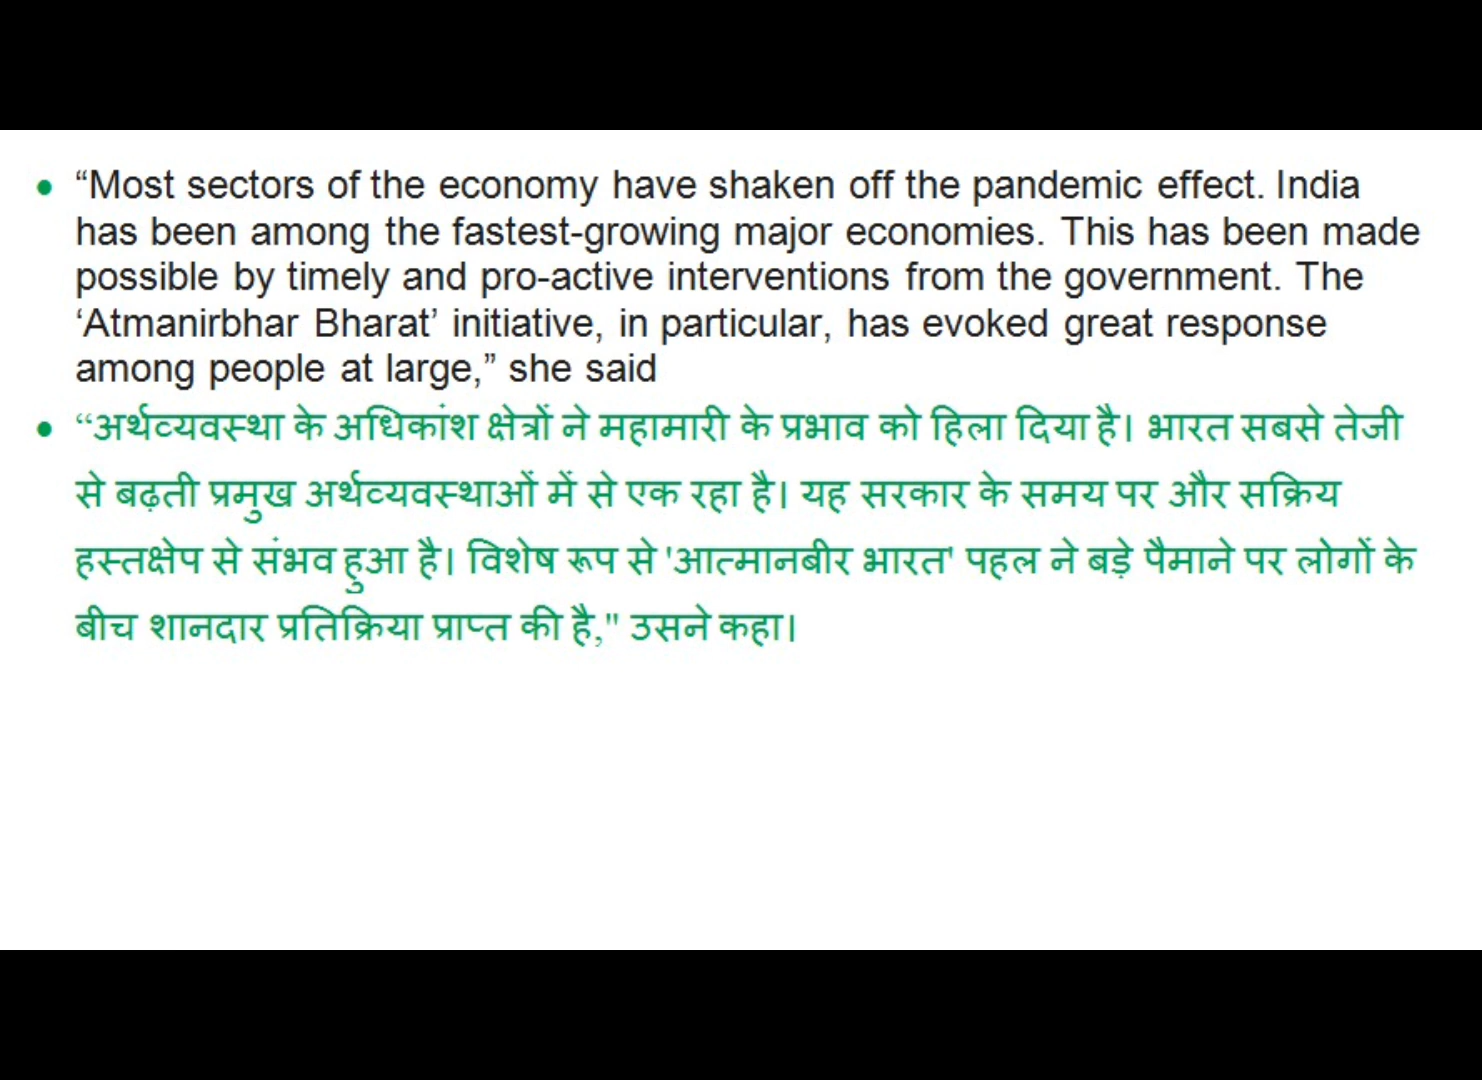 • “Most sectors of the economy have shaken off the pandemic effect. India
has been among the fastest-growing major economies. This has been made
possible by timely and pro-active interventions from the government. The
‘Atmanirbhar Bharat’ initiative, in particular, has evoked great response
among people at large,” she said
• “अर्थव्यवस्था के अधिकांश क्षेत्रों ने महामारी के प्रभाव को हिला दिया है। भारत सबसे तेजी
से बढ़ती प्रमुख अर्थव्यवस्थाओं में से एक रहा है। यह सरकार के समय पर और सक्रिय
हस्तक्षेप से संभव हुआ है। विशेष रूप से 'आत्मानबीर भारत' पहल ने बड़े पैमाने पर लोगों के
बीच शानदार प्रतिक्रिया प्राप्त की है," उसने कहा।